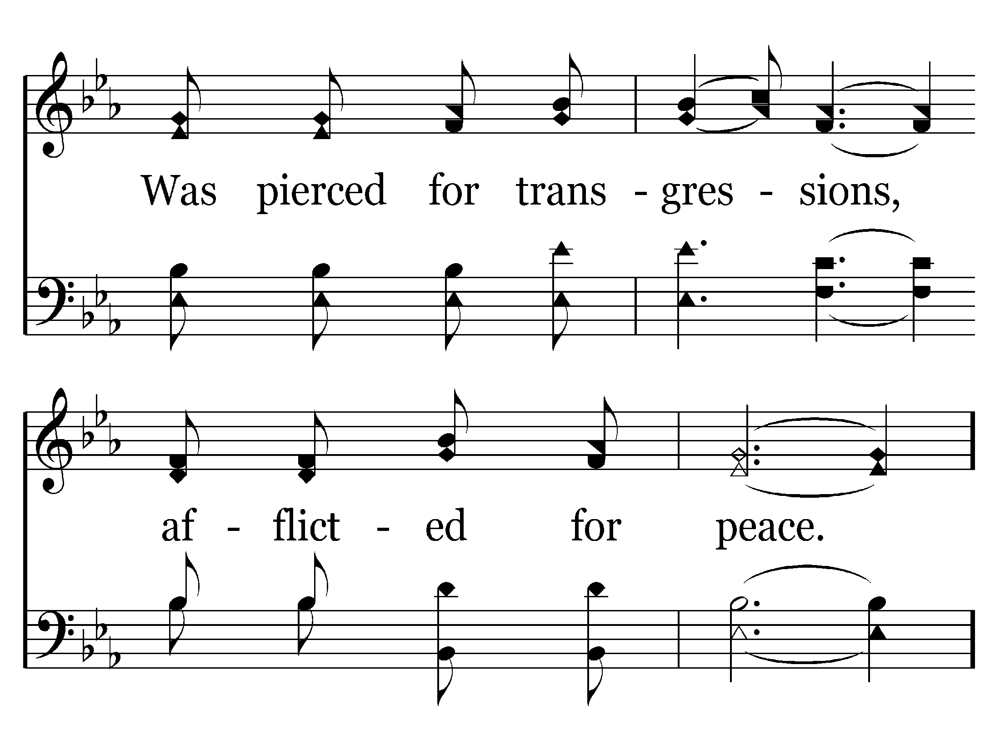 Was pierced for trans - gres - sions,
af - flict - ed for peace.